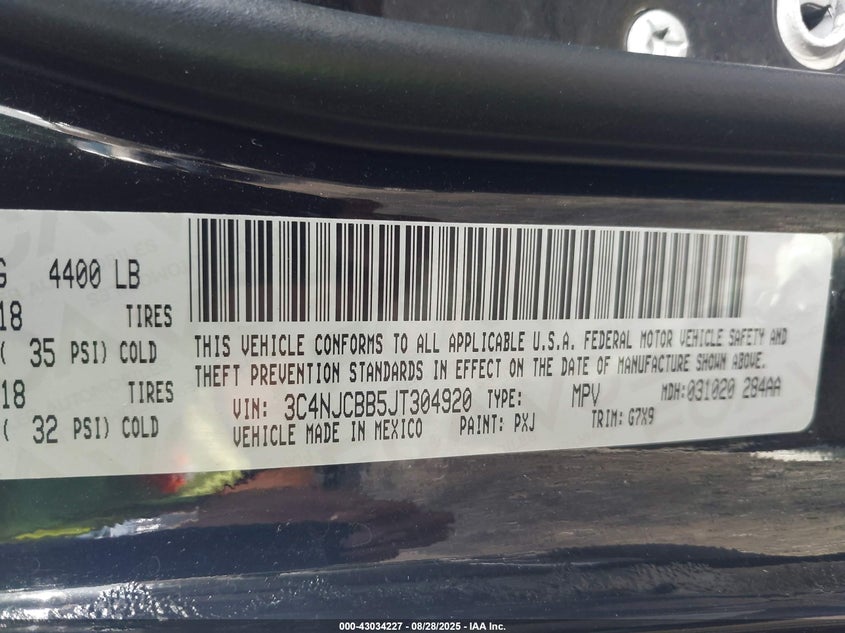 G 4400 LB
18 TIRES
( 35 PSI) COLD
18 TIRES
( 32 PSI) COLD
THIS VEHICLE CONFORMS TO ALL APPLICABLE U.S.A. FEDERAL MOTOR VEHICLE SAFETY AND
THEFT PREVENTION STANDARDS IN EFFECT ON THE DATE OF MANUFACTURE SHOWN ABOVE.
VIN: 3C4NJCBB5JT304920 TYPE: MPV MDH:031020 284AA
VEHICLE MADE IN MEXICO PAINT: PXJ TRIM: G7X9
000-43034227 - 08/28/2025 - IAA Inc.